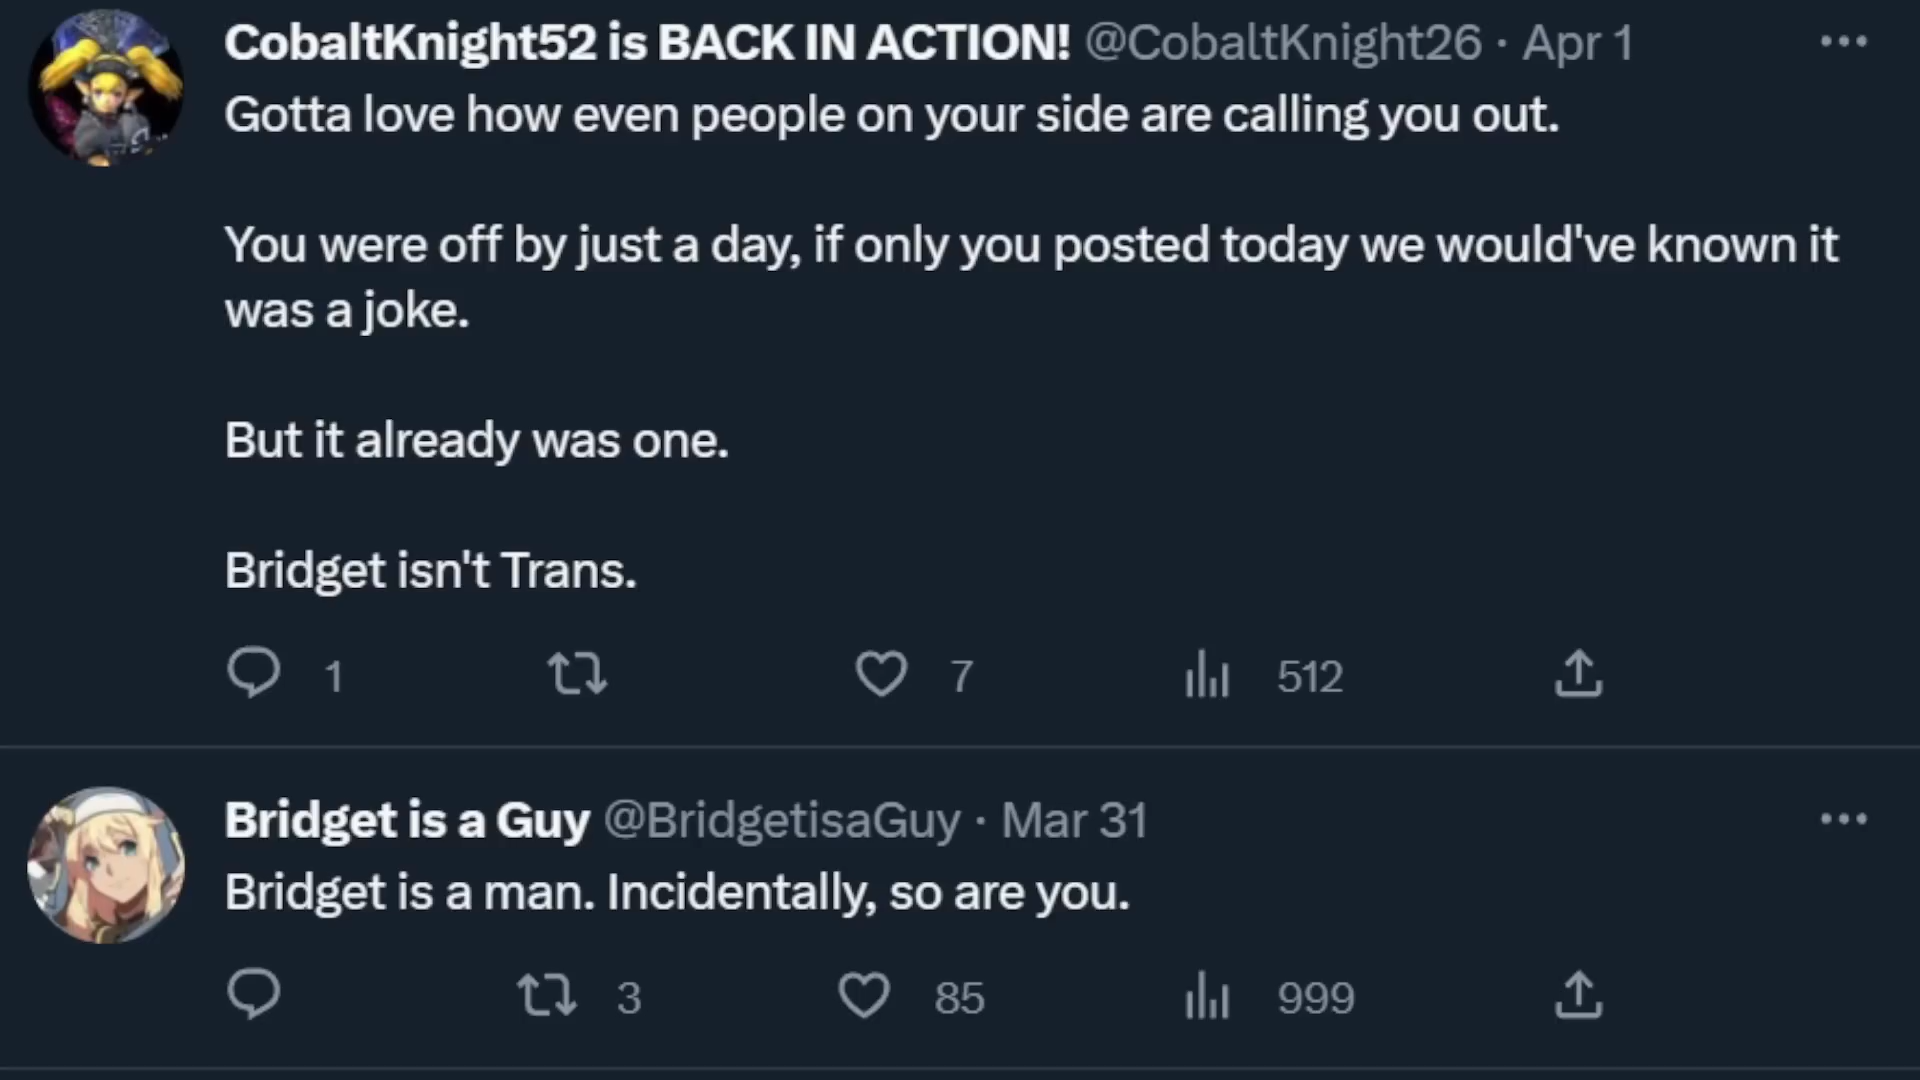 CobaltKnight52 is BACK IN ACTION! @CobaltKnight26 · Apr 1
Gotta love how even people on your side are calling you out.
You were off by just a day, if only you posted today we would've known it
was a joke.
But it already was one.
Bridget isn't Trans.
1 7 512
Bridget is a Guy @BridgetisaGuy · Mar 31
Bridget is a man. Incidentally, so are you.
3 85 999